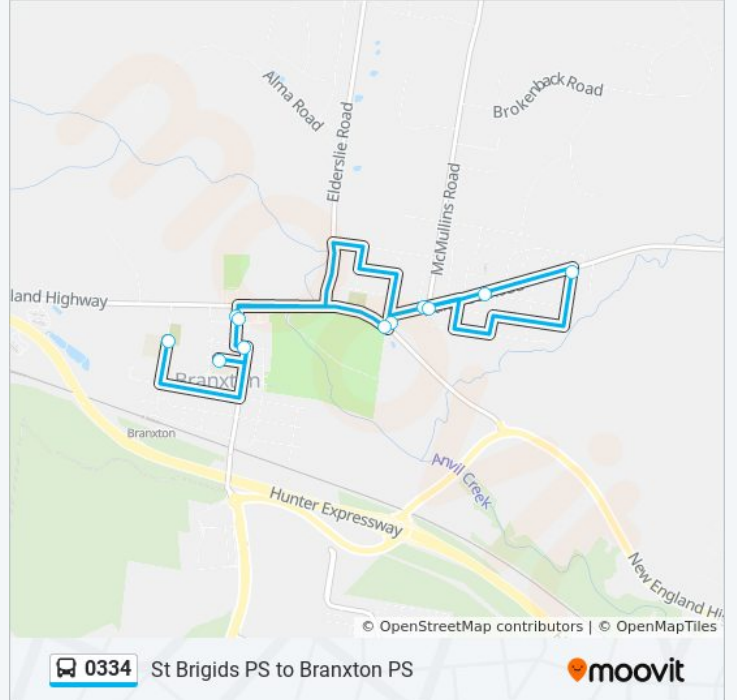 Alma Road
Brokenback Road
Elderslie Road
McMullins Road
land Highway
Branxton
Branxton
Anvil Creek
Hunter Expressway
New England Hi
© OpenStreetMap contributors | © OpenMapTiles
0334 St Brigids PS to Branxton PS
moovit